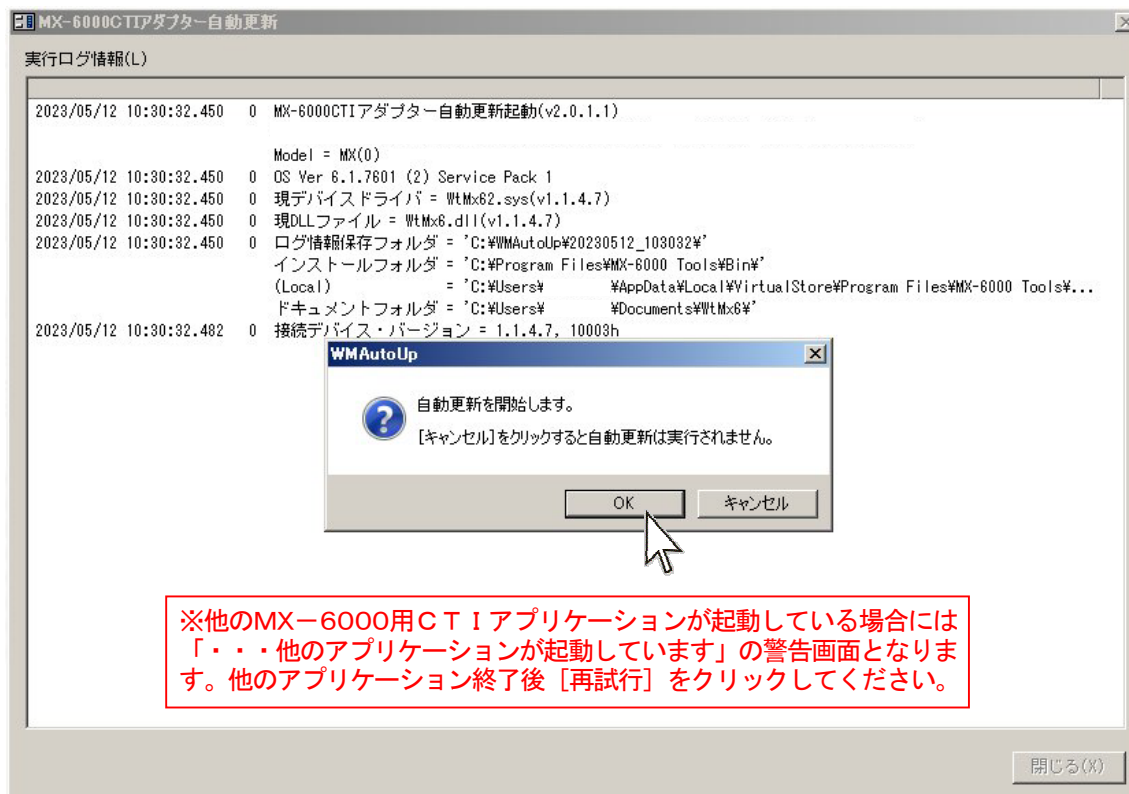 MX-6000CTIアダプター自動更新
実行ログ情報(L)
2023/05/12 10:30:32.450 0 MX-6000CTIアダプター自動更新起動(v2.0.1.1)
Model = MX(0)
2023/05/12 10:30:32.450 0 OS Ver 6.1.7601 (2) Service Pack 1
2023/05/12 10:30:32.450 0 現デバイスドライバ = WtMx62.sys(v1.1.4.7)
2023/05/12 10:30:32.450 0 現DLLファイル = WtMx6.dll(v1.1.4.7)
2023/05/12 10:30:32.450 0 ログ情報保存フォルダ = 'C:¥WMAutoUp¥20230512_103032¥'
インストールフォルダ = 'C:¥Program Files¥MX-6000 Tools¥Bin¥'
(Local) = 'C:¥Users¥ ¥AppData¥Local¥VirtualStore¥Program Files¥MX-6000 Tools¥...
ドキュメントフォルダ = 'C:¥Users¥ ¥Documents¥WtMx6¥'
2023/05/12 10:30:32.482 0 接続デバイス・バージョン = 1.1.4.7, 10003h
WMAutoUp
自動更新を開始します。
[キャンセル]をクリックすると自動更新は実行されません。
OK キャンセル
※他のMX－6000用CTIアプリケーションが起動している場合には
「・・・他のアプリケーションが起動しています」の警告画面となりま
す。他のアプリケーション終了後［再試行］をクリックしてください。
閉じる(X)